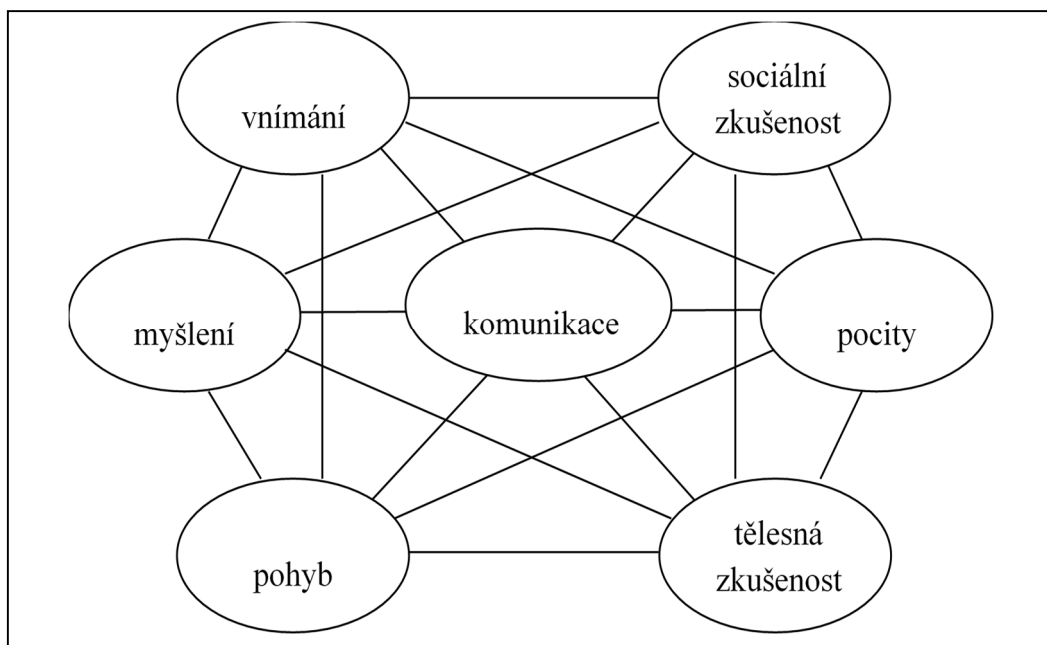 vnímání
sociální
zkušenost
myšlení
komunikace
pocity
pohyb
tělesná
zkušenost